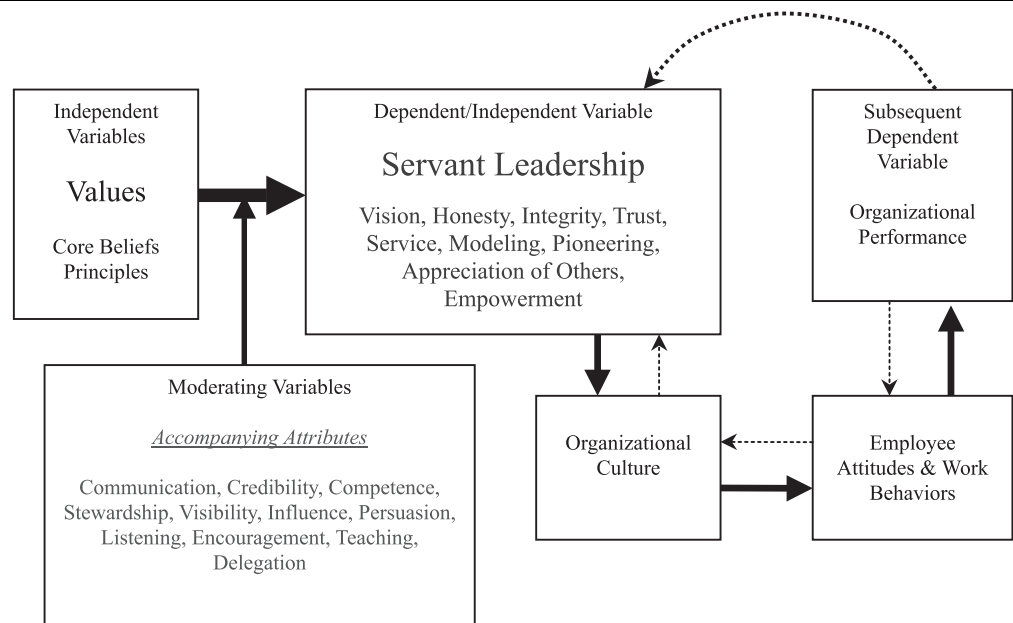 Independent
Variables
Values
Core Beliefs
Principles
Dependent/Independent Variable
Servant Leadership
Vision, Honesty, Integrity, Trust,
Service, Modeling, Pioneering,
Appreciation of Others,
Empowerment
Subsequent
Dependent
Variable
Organizational
Performance
Moderating Variables
Accompanying Attributes
Communication, Credibility, Competence,
Stewardship, Visibility, Influence, Persuasion,
Listening, Encouragement, Teaching,
Delegation
Organizational
Culture
Employee
Attitudes & Work
Behaviors